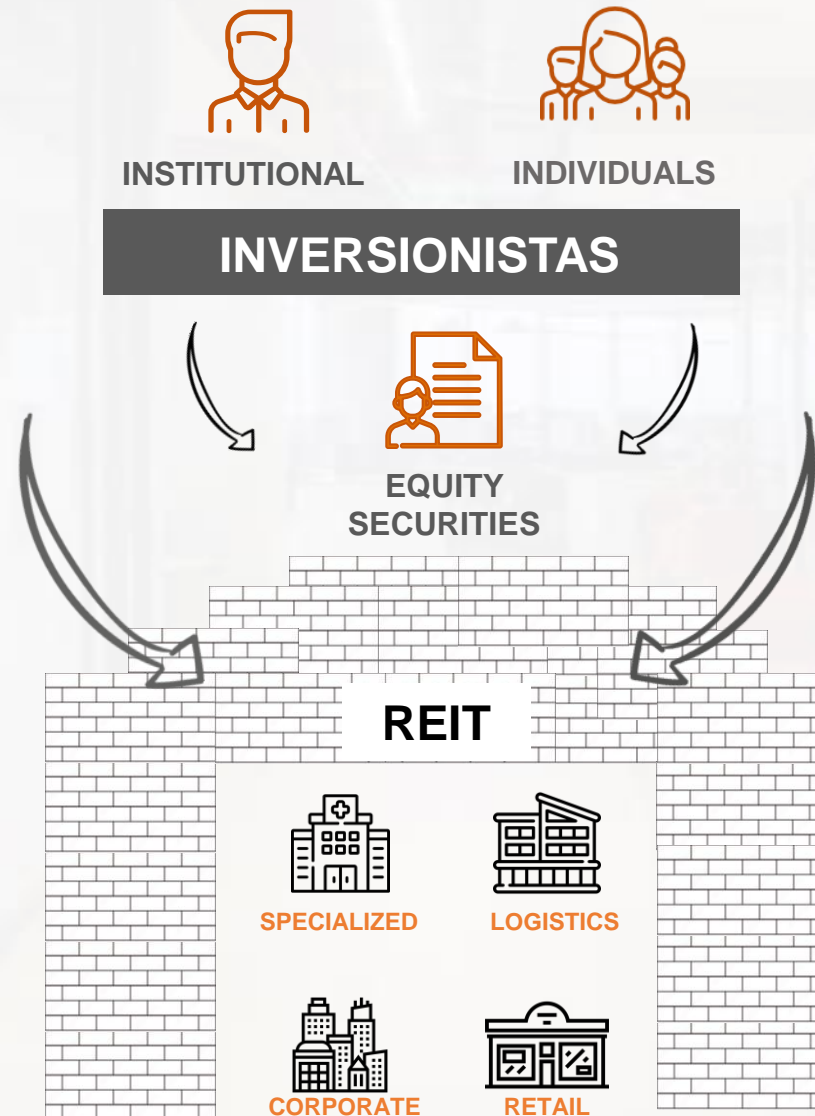 INSTITUTIONAL
INDIVIDUALS
INVERSIONISTAS
EQUITY
SECURITIES
REIT
SPECIALIZED
LOGISTICS
CORPORATE
RETAIL